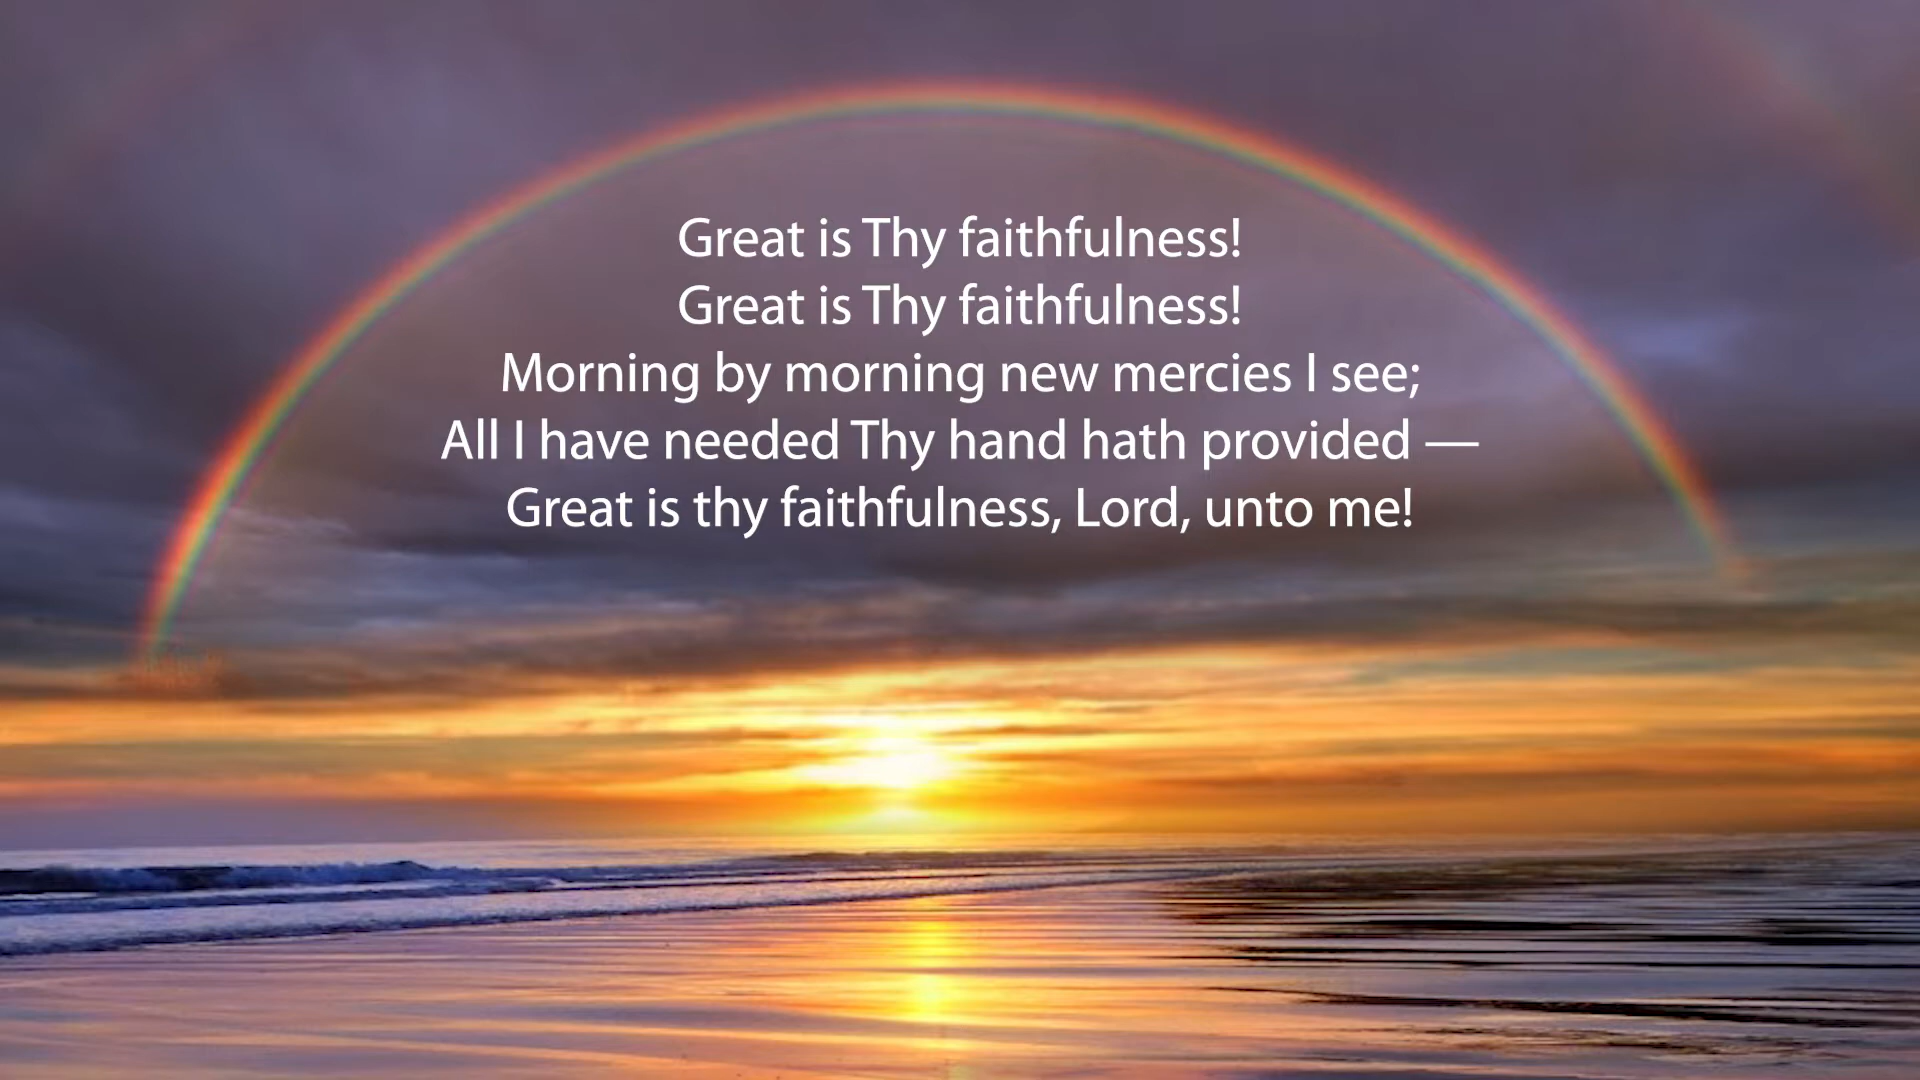 Great is Thy faithfulness!
Great is Thy faithfulness!
Morning by morning new mercies I see;
All I have needed Thy hand hath provided —
Great is thy faithfulness, Lord, unto me!